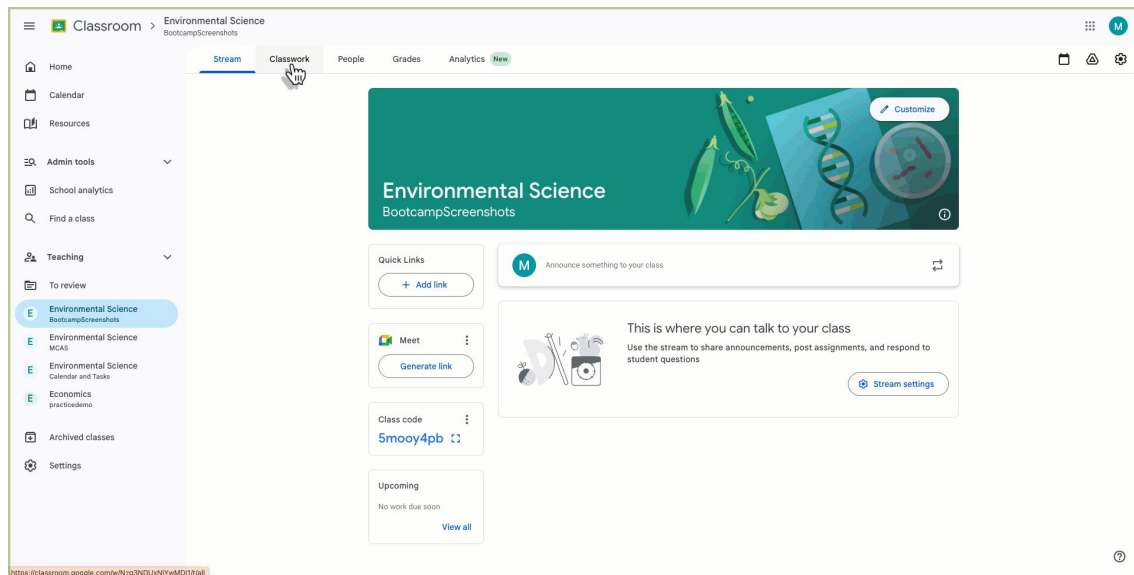 Classroom > Environmental Science
BootcampScreenshots
M
Home
Calendar
Resources
Admin tools
School analytics
Find a class
Teaching
To review
E Environmental Science
BootcampScreenshots
E Environmental Science
MCAS
E Environmental Science
Calendar and Tasks
E Economics
practicedemo
Archived classes
Settings
Stream Classwork People Grades Analytics New
Customize
Environmental Science
BootcampScreenshots
Quick Links
+ Add link
Meet
Generate link
Class code
5mooy4pb
Upcoming
No work due soon
View all
M Announce something to your class
This is where you can talk to your class
Use the stream to share announcements, post assignments, and respond to
student questions
Stream settings